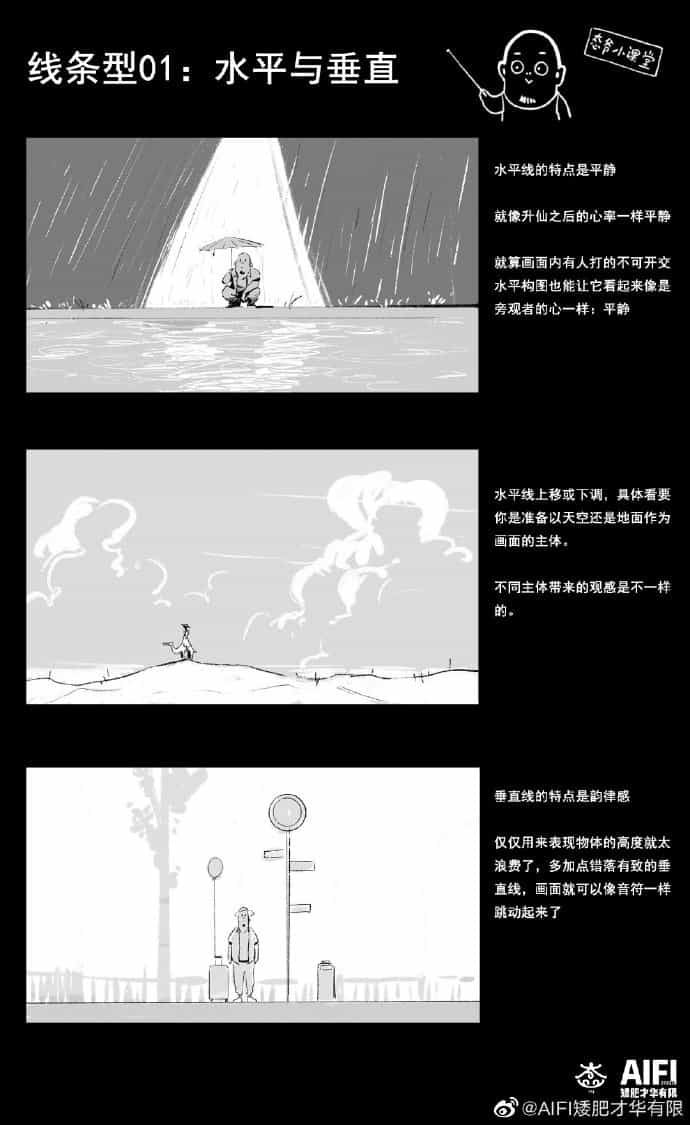 线条型01：水平与垂直
态爷小课堂
水平线的特点是平静
就像升仙之后的心率一样平静
就算画面内有人打的不可开交
水平构图也能让它看起来像是
旁观者的心一样：平静
水平线上移或下调，具体看要
你是准备以天空还是地面作为
画面的主体。
不同主体带来的观感是不一样
的。
垂直线的特点是韵律感
仅仅用来表现物体的高度就太
浪费了，多加点错落有致的垂
直线，画面就可以像音符一样
跳动起来了
AIFI
矮肥才华有限
@AIFI矮肥才华有限